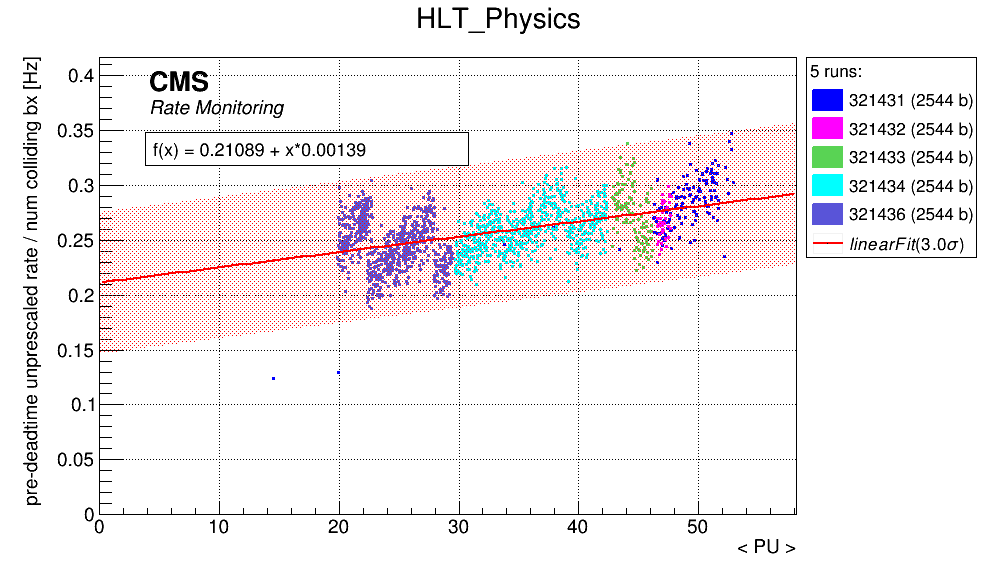 HLT_Physics
pre-deadtime unprescaled rate / num colliding bx [Hz]
0.4
0.35
0.3
0.25
0.2
0.15
0.1
0.05
0
CMS
Rate Monitoring
f(x) = 0.21089 + x*0.00139
0 10 20 30 40 50
< PU >
5 runs:
321431 (2544 b)
321432 (2544 b)
321433 (2544 b)
321434 (2544 b)
321436 (2544 b)
linearFit(3.0σ)